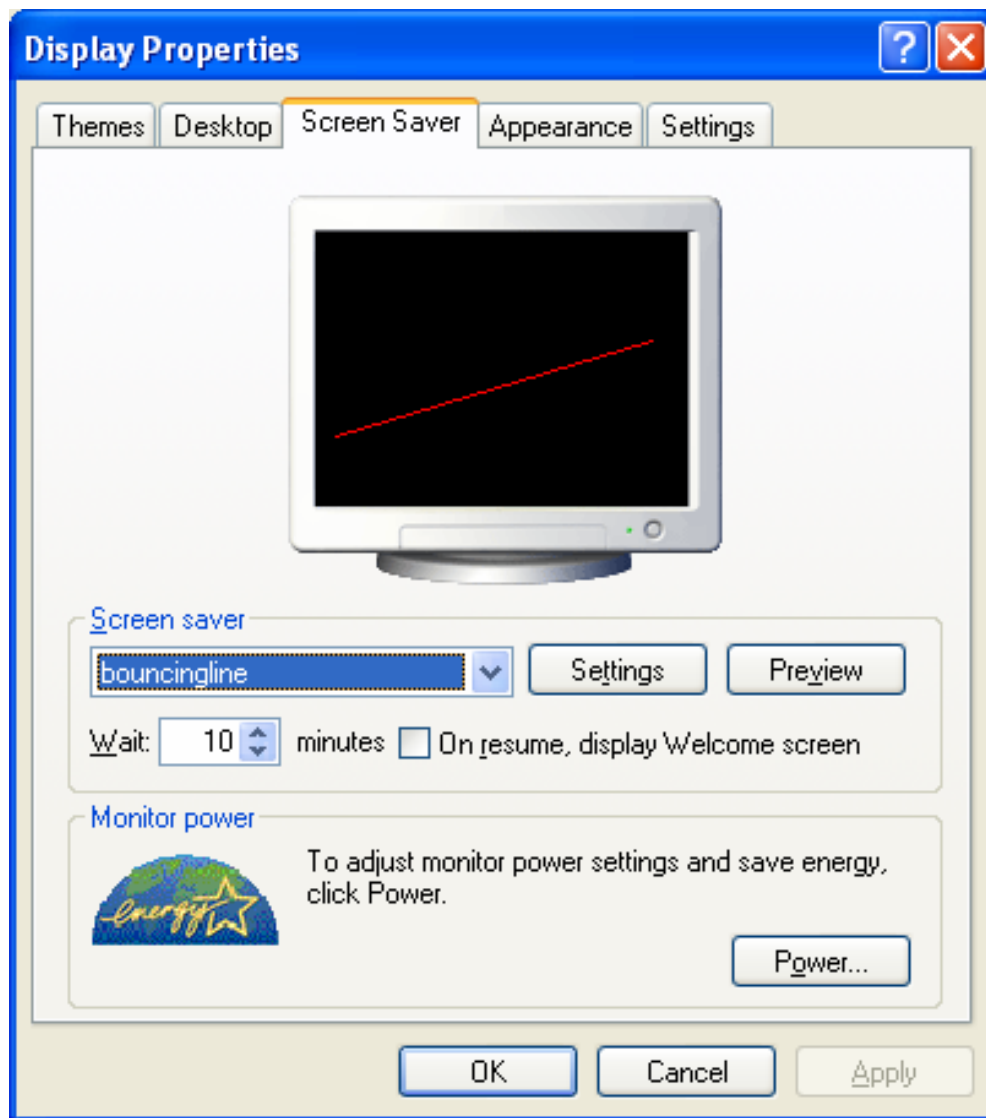 Display Properties
Themes Desktop Screen Saver Appearance Settings
Screen saver
bouncingline Settings Preview
Wait: 10 minutes On resume, display Welcome screen
Monitor power
energy
To adjust monitor power settings and save energy,
click Power.
Power...
OK Cancel Apply